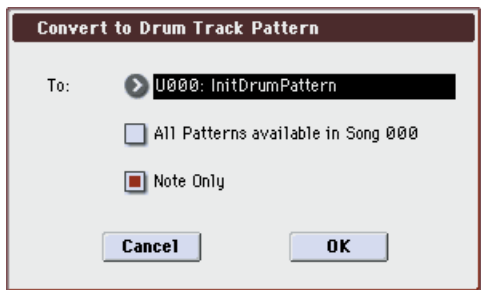 Convert to Drum Track Pattern
To: U000: InitDrumPattern
All Patterns available in Song 000
Note Only
Cancel OK